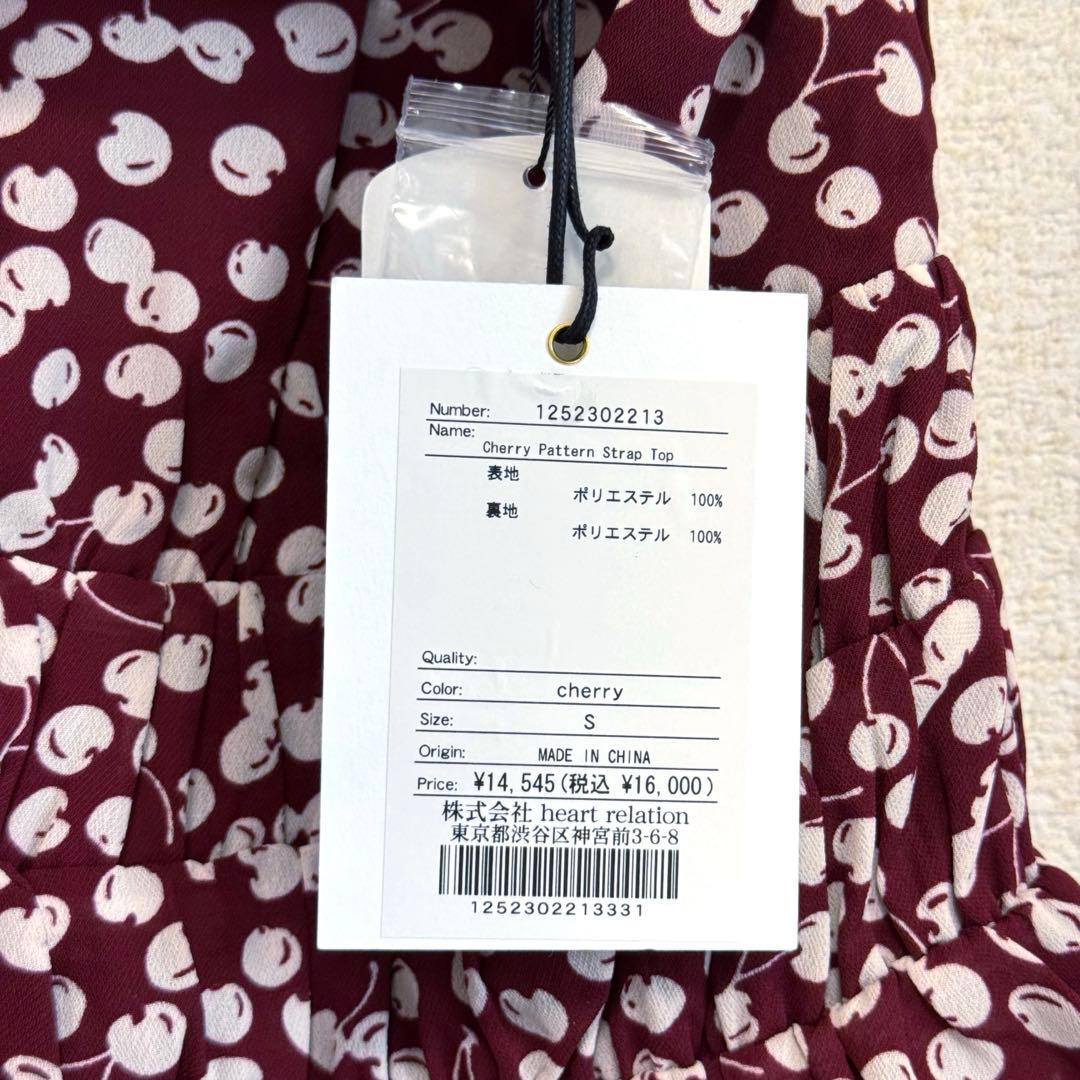 Number: 1252302213
Name:
Cherry Pattern Strap Top
表地
ポリエステル 100%
裏地
ポリエステル 100%
Quality:
Color: cherry
Size: S
Origin: MADE IN CHINA
Price: ¥14,545(税込 ¥16,000)
株式会社 heart relation
東京都渋谷区神宮前3-6-8
1252302213331